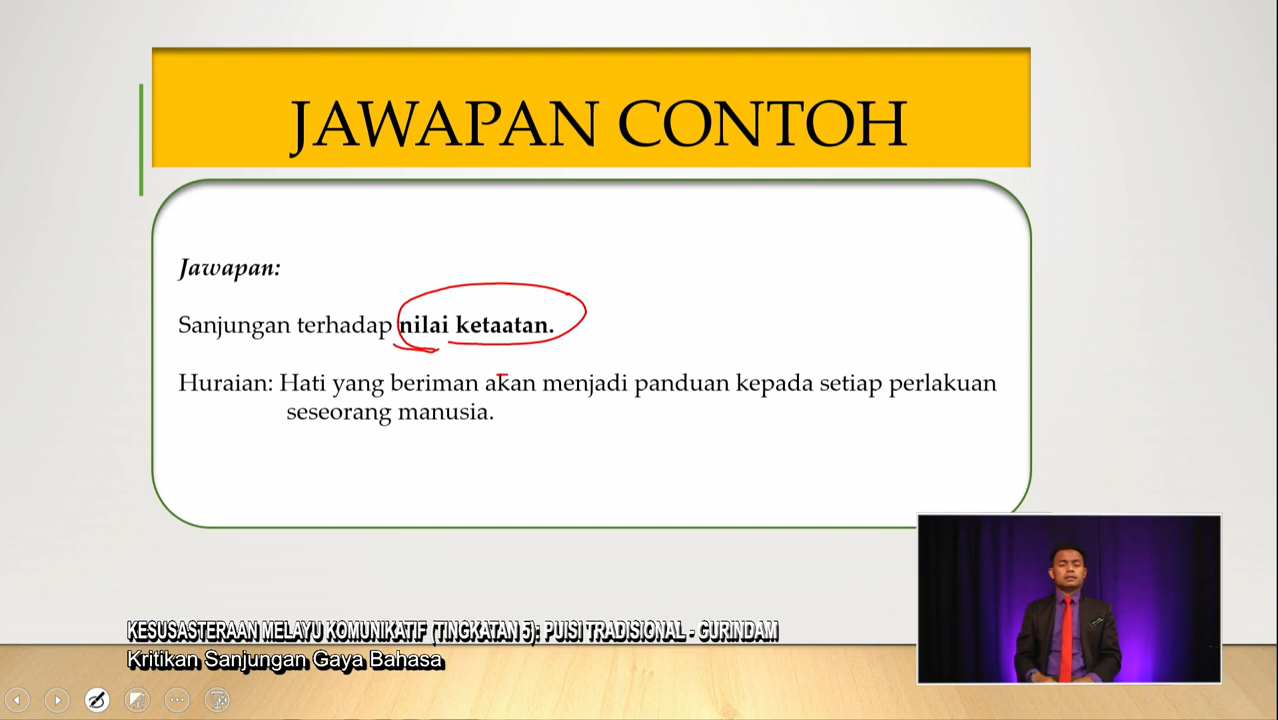 JAWAPAN CONTOH
Jawapan:
Sanjungan terhadap nilai ketaatan.
Huraian: Hati yang beriman akan menjadi panduan kepada setiap perlakuan
seseorang manusia.
KESUSASTERAAN MELAYU KOMUNIKATIF (TINGKATAN 5): PUISI TRADISIONAL - GURINDAM
Kritikan Sanjungan Gaya Bahasa